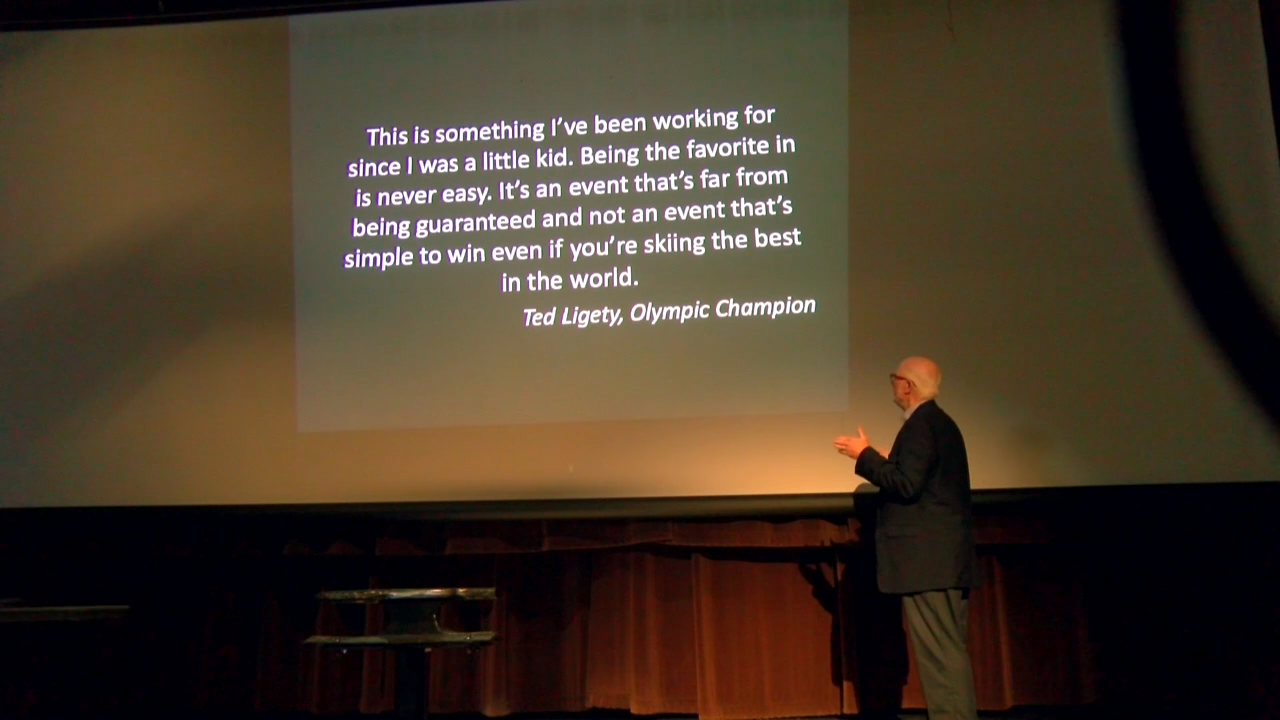 This is something I've been working for
since I was a little kid. Being the favorite in
is never easy. It's an event that's far from
being guaranteed and not an event that's
simple to win even if you're skiing the best
in the world.
Ted Ligety, Olympic Champion